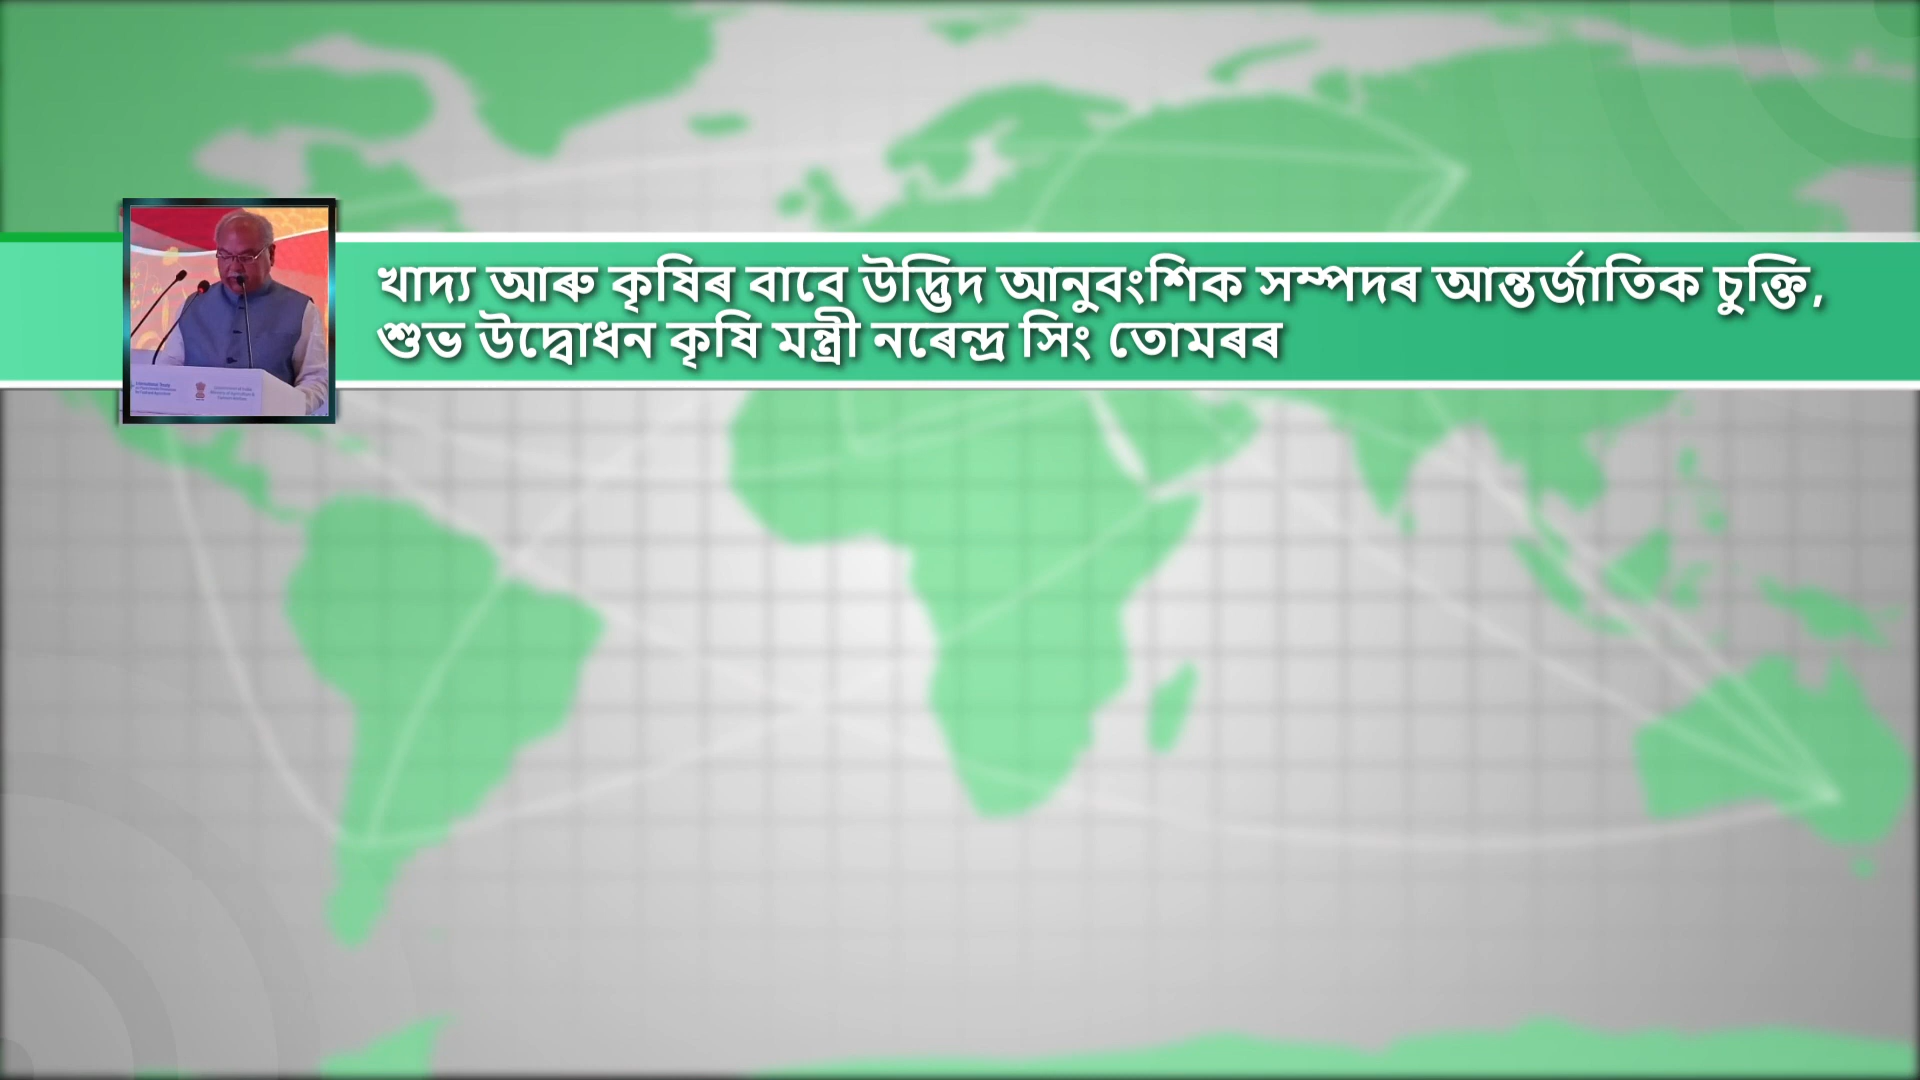 খাদ্য আৰু কৃষিৰ বাবে উদ্ভিদ আনুবংশিক সম্পদৰ আন্তৰ্জাতিক চুক্তি,
শুভ উদ্বোধন কৃষি মন্ত্ৰী নৰেন্দ্ৰ সিং তোমৰৰ